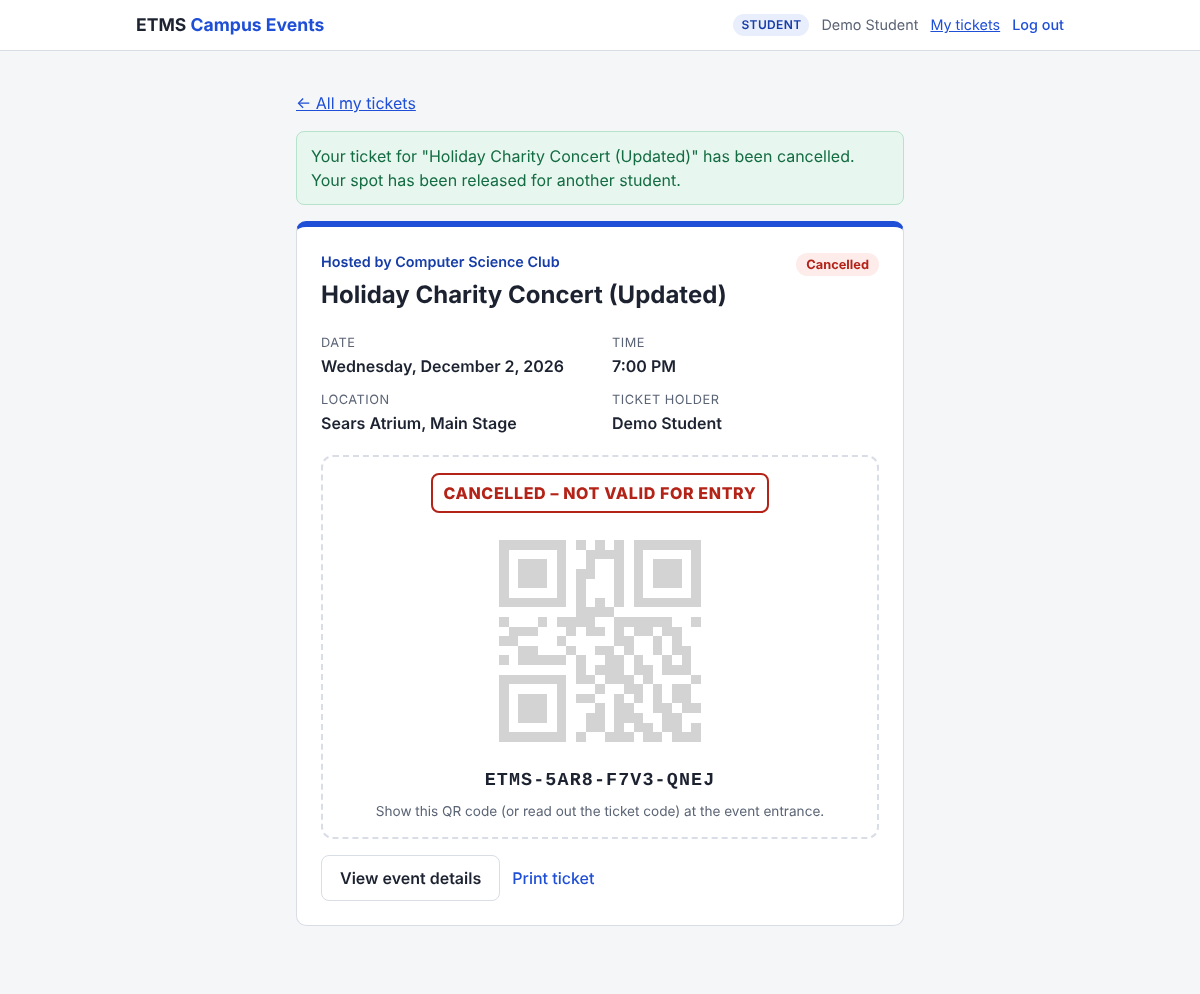 ETMS Campus Events
STUDENT Demo Student My tickets Log out
← All my tickets
Your ticket for "Holiday Charity Concert (Updated)" has been cancelled.
Your spot has been released for another student.
Hosted by Computer Science Club
Cancelled
Holiday Charity Concert (Updated)
DATE
Wednesday, December 2, 2026
TIME
7:00 PM
LOCATION
Sears Atrium, Main Stage
TICKET HOLDER
Demo Student
CANCELLED – NOT VALID FOR ENTRY
ETMS-5AR8-F7V3-QNEJ
Show this QR code (or read out the ticket code) at the event entrance.
View event details
Print ticket